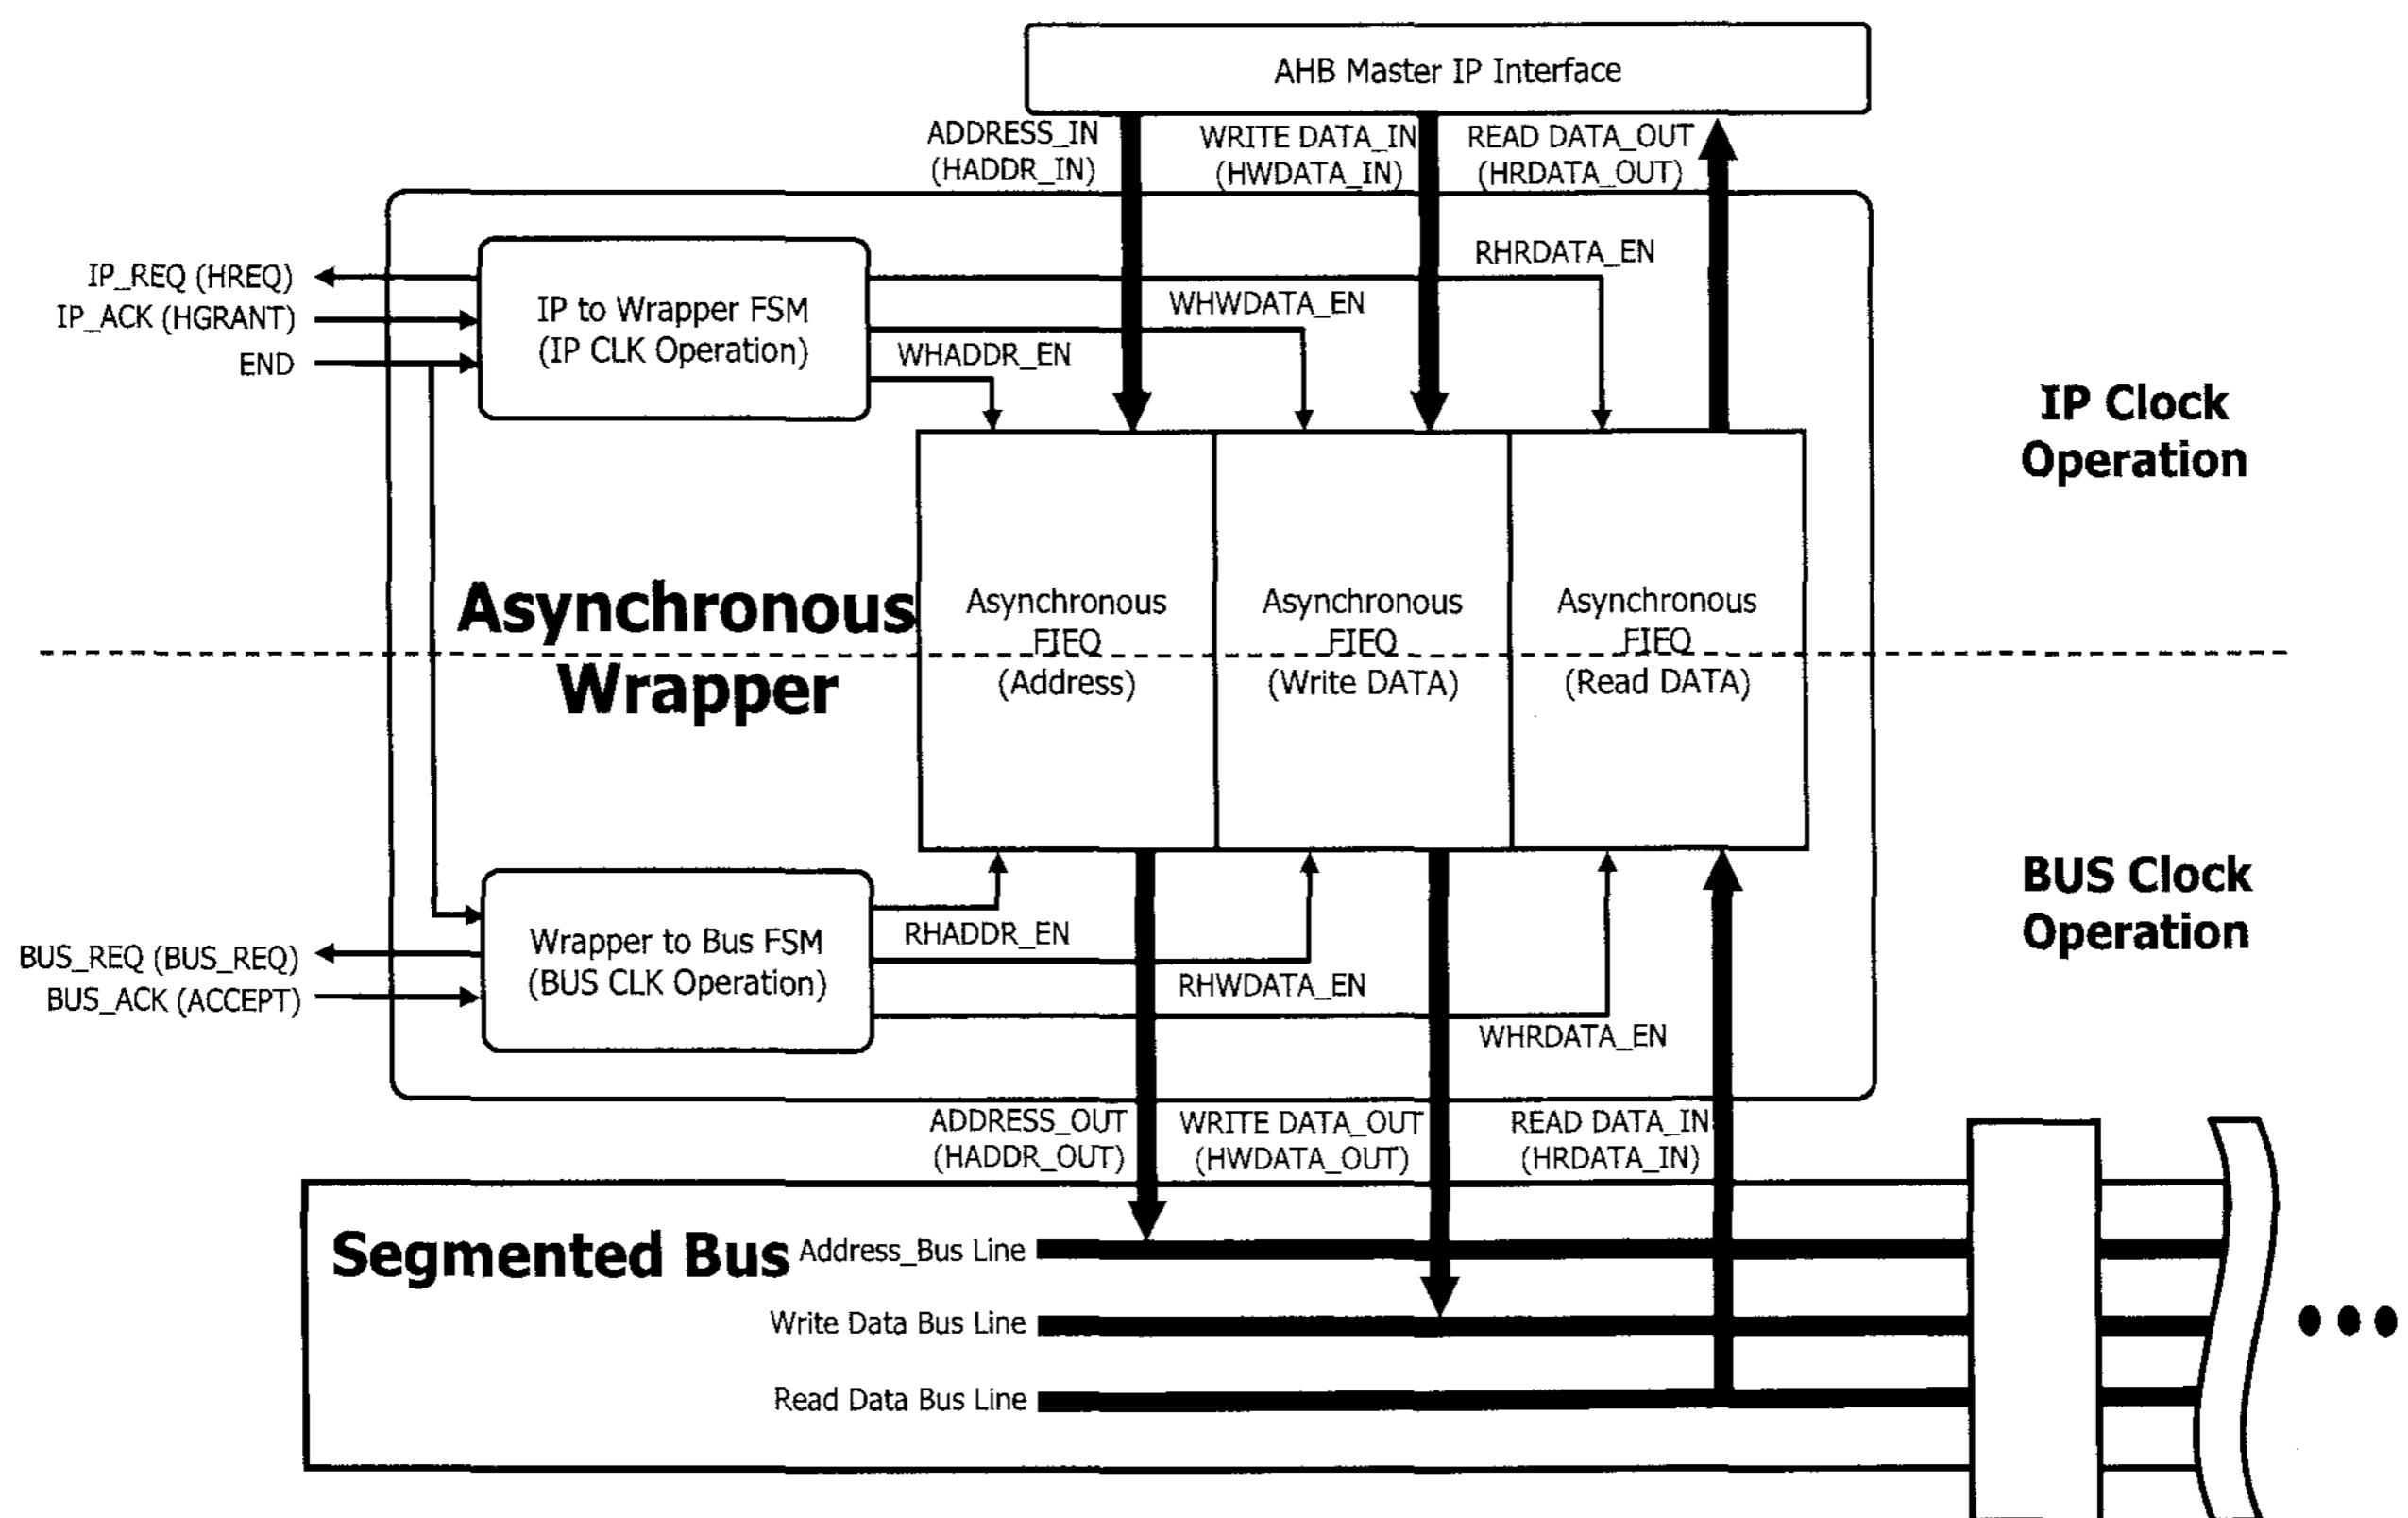 AHB Master IP Interface
ADDRESS_IN
(HADDR_IN)
WRITE DATA_IN
(HWDATA_IN)
READ DATA_OUT
(HRDATA_OUT)
IP_REQ (HREQ)
IP_ACK (HGRANT)
END
IP to Wrapper FSM
(IP CLK Operation)
RHRDATA_EN
WHWDATA_EN
WHADDR_EN
IP Clock
Operation
Asynchronous
Wrapper
Asynchronous
FIFO
(Address)
Asynchronous
FIFO
(Write DATA)
Asynchronous
FIFO
(Read DATA)
BUS Clock
Operation
BUS_REQ (BUS_REQ)
BUS_ACK (ACCEPT)
Wrapper to Bus FSM
(BUS CLK Operation)
RHADDR_EN
RHWDATA_EN
WHRDATA_EN
ADDRESS_OUT
(HADDR_OUT)
WRITE DATA_OUT
(HWDATA_OUT)
READ DATA_IN
(HRDATA_IN)
Segmented Bus
Address_Bus Line
Write Data Bus Line
Read Data Bus Line